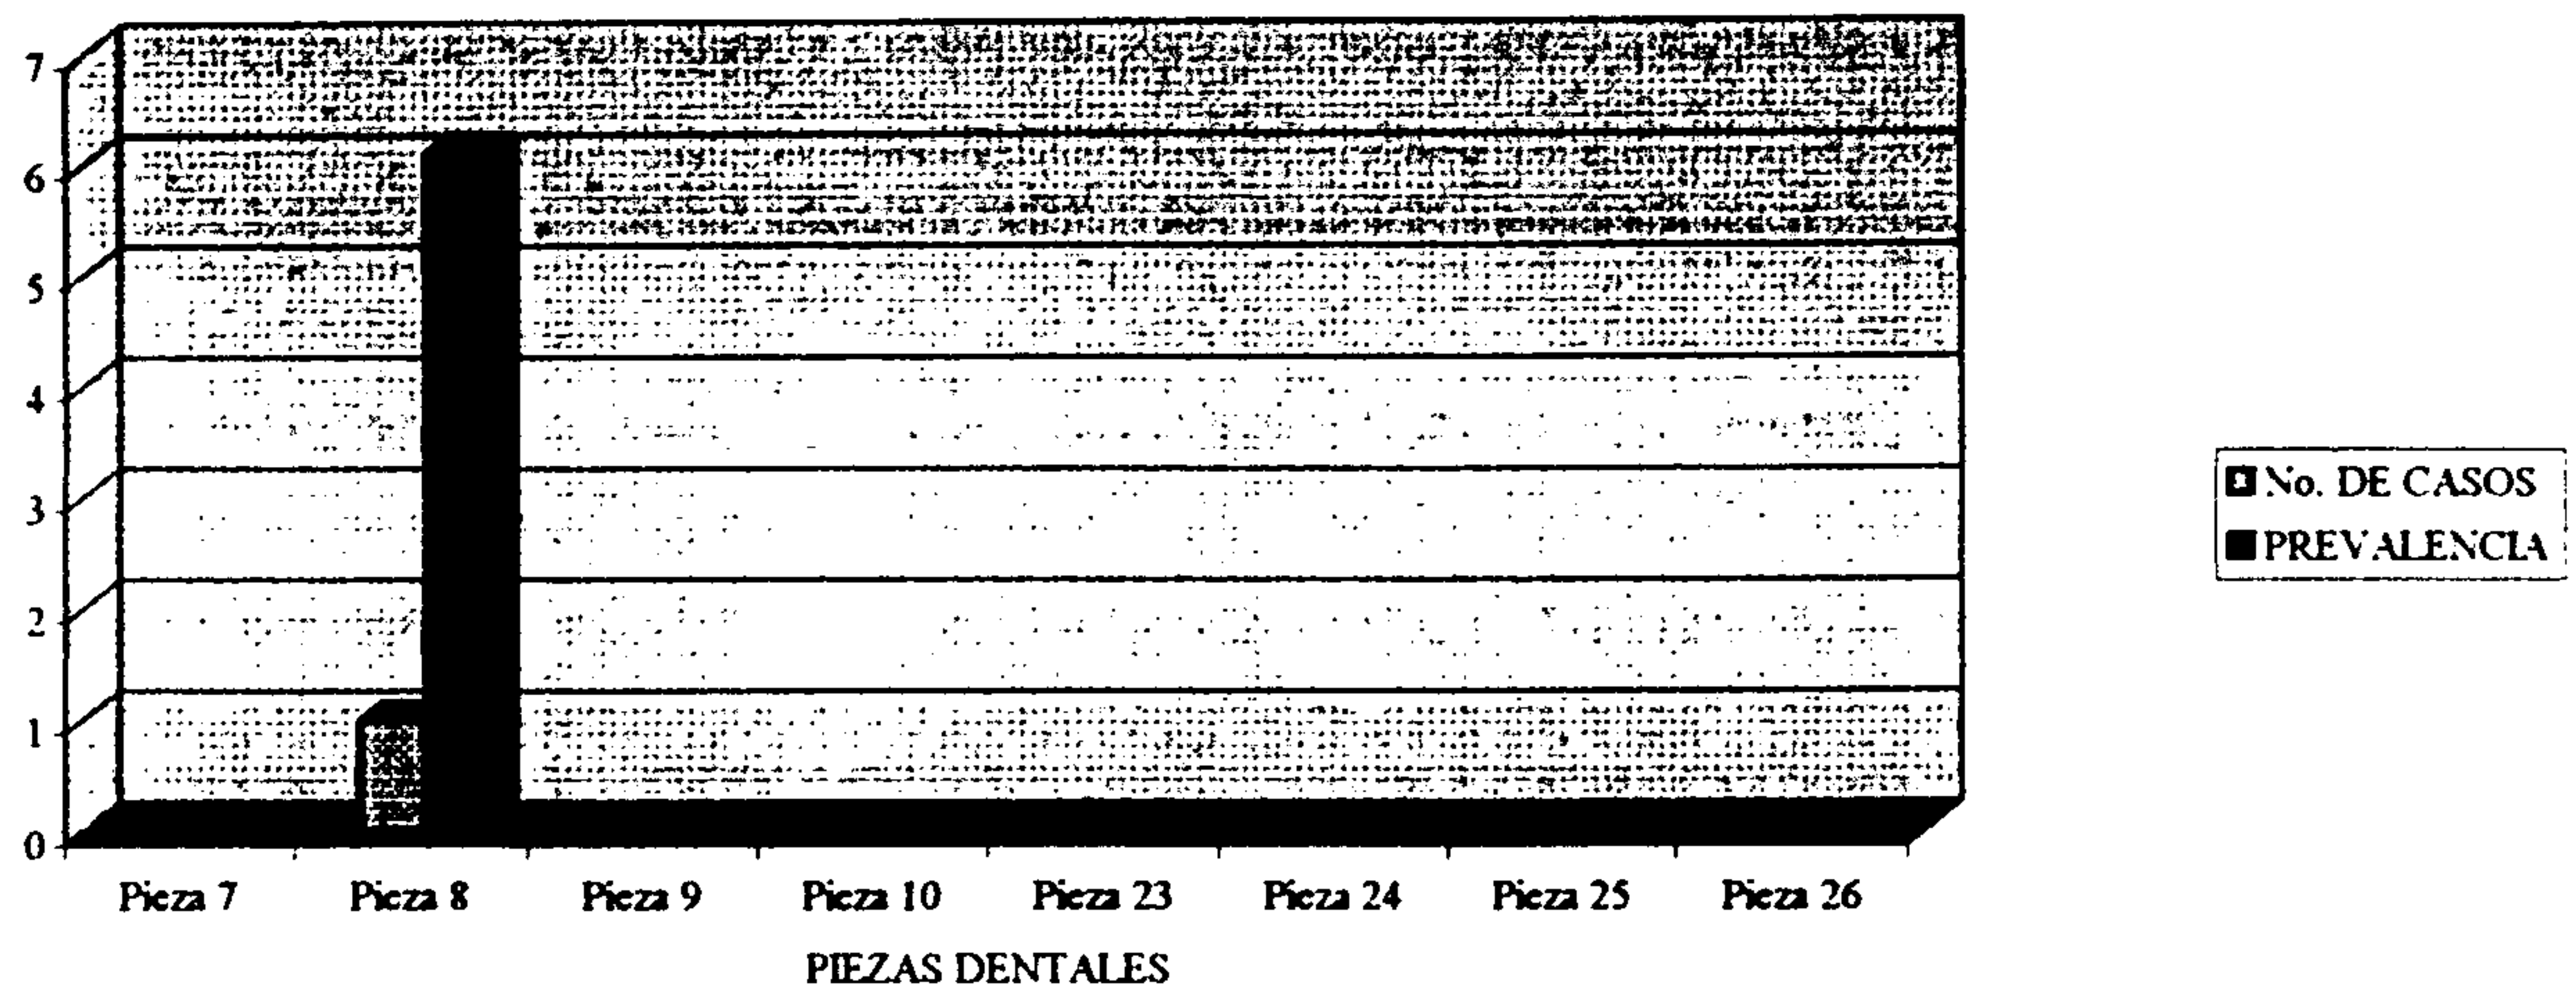 7
6
5
4
3
2
1
0
Pieza 7 Pieza 8 Pieza 9 Pieza 10 Pieza 23 Pieza 24 Pieza 25 Pieza 26
PIEZAS DENTALES
No. DE CASOS
PREVALENCIA